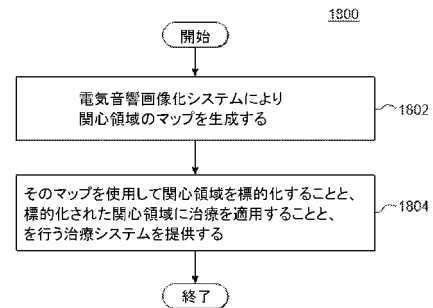 1800
開始
電気音響画像化システムにより
関心領域のマップを生成する
1802
そのマップを使用して関心領域を標的化することと、
標的化された関心領域に治療を適用することと、
を行う治療システムを提供する
1804
終了